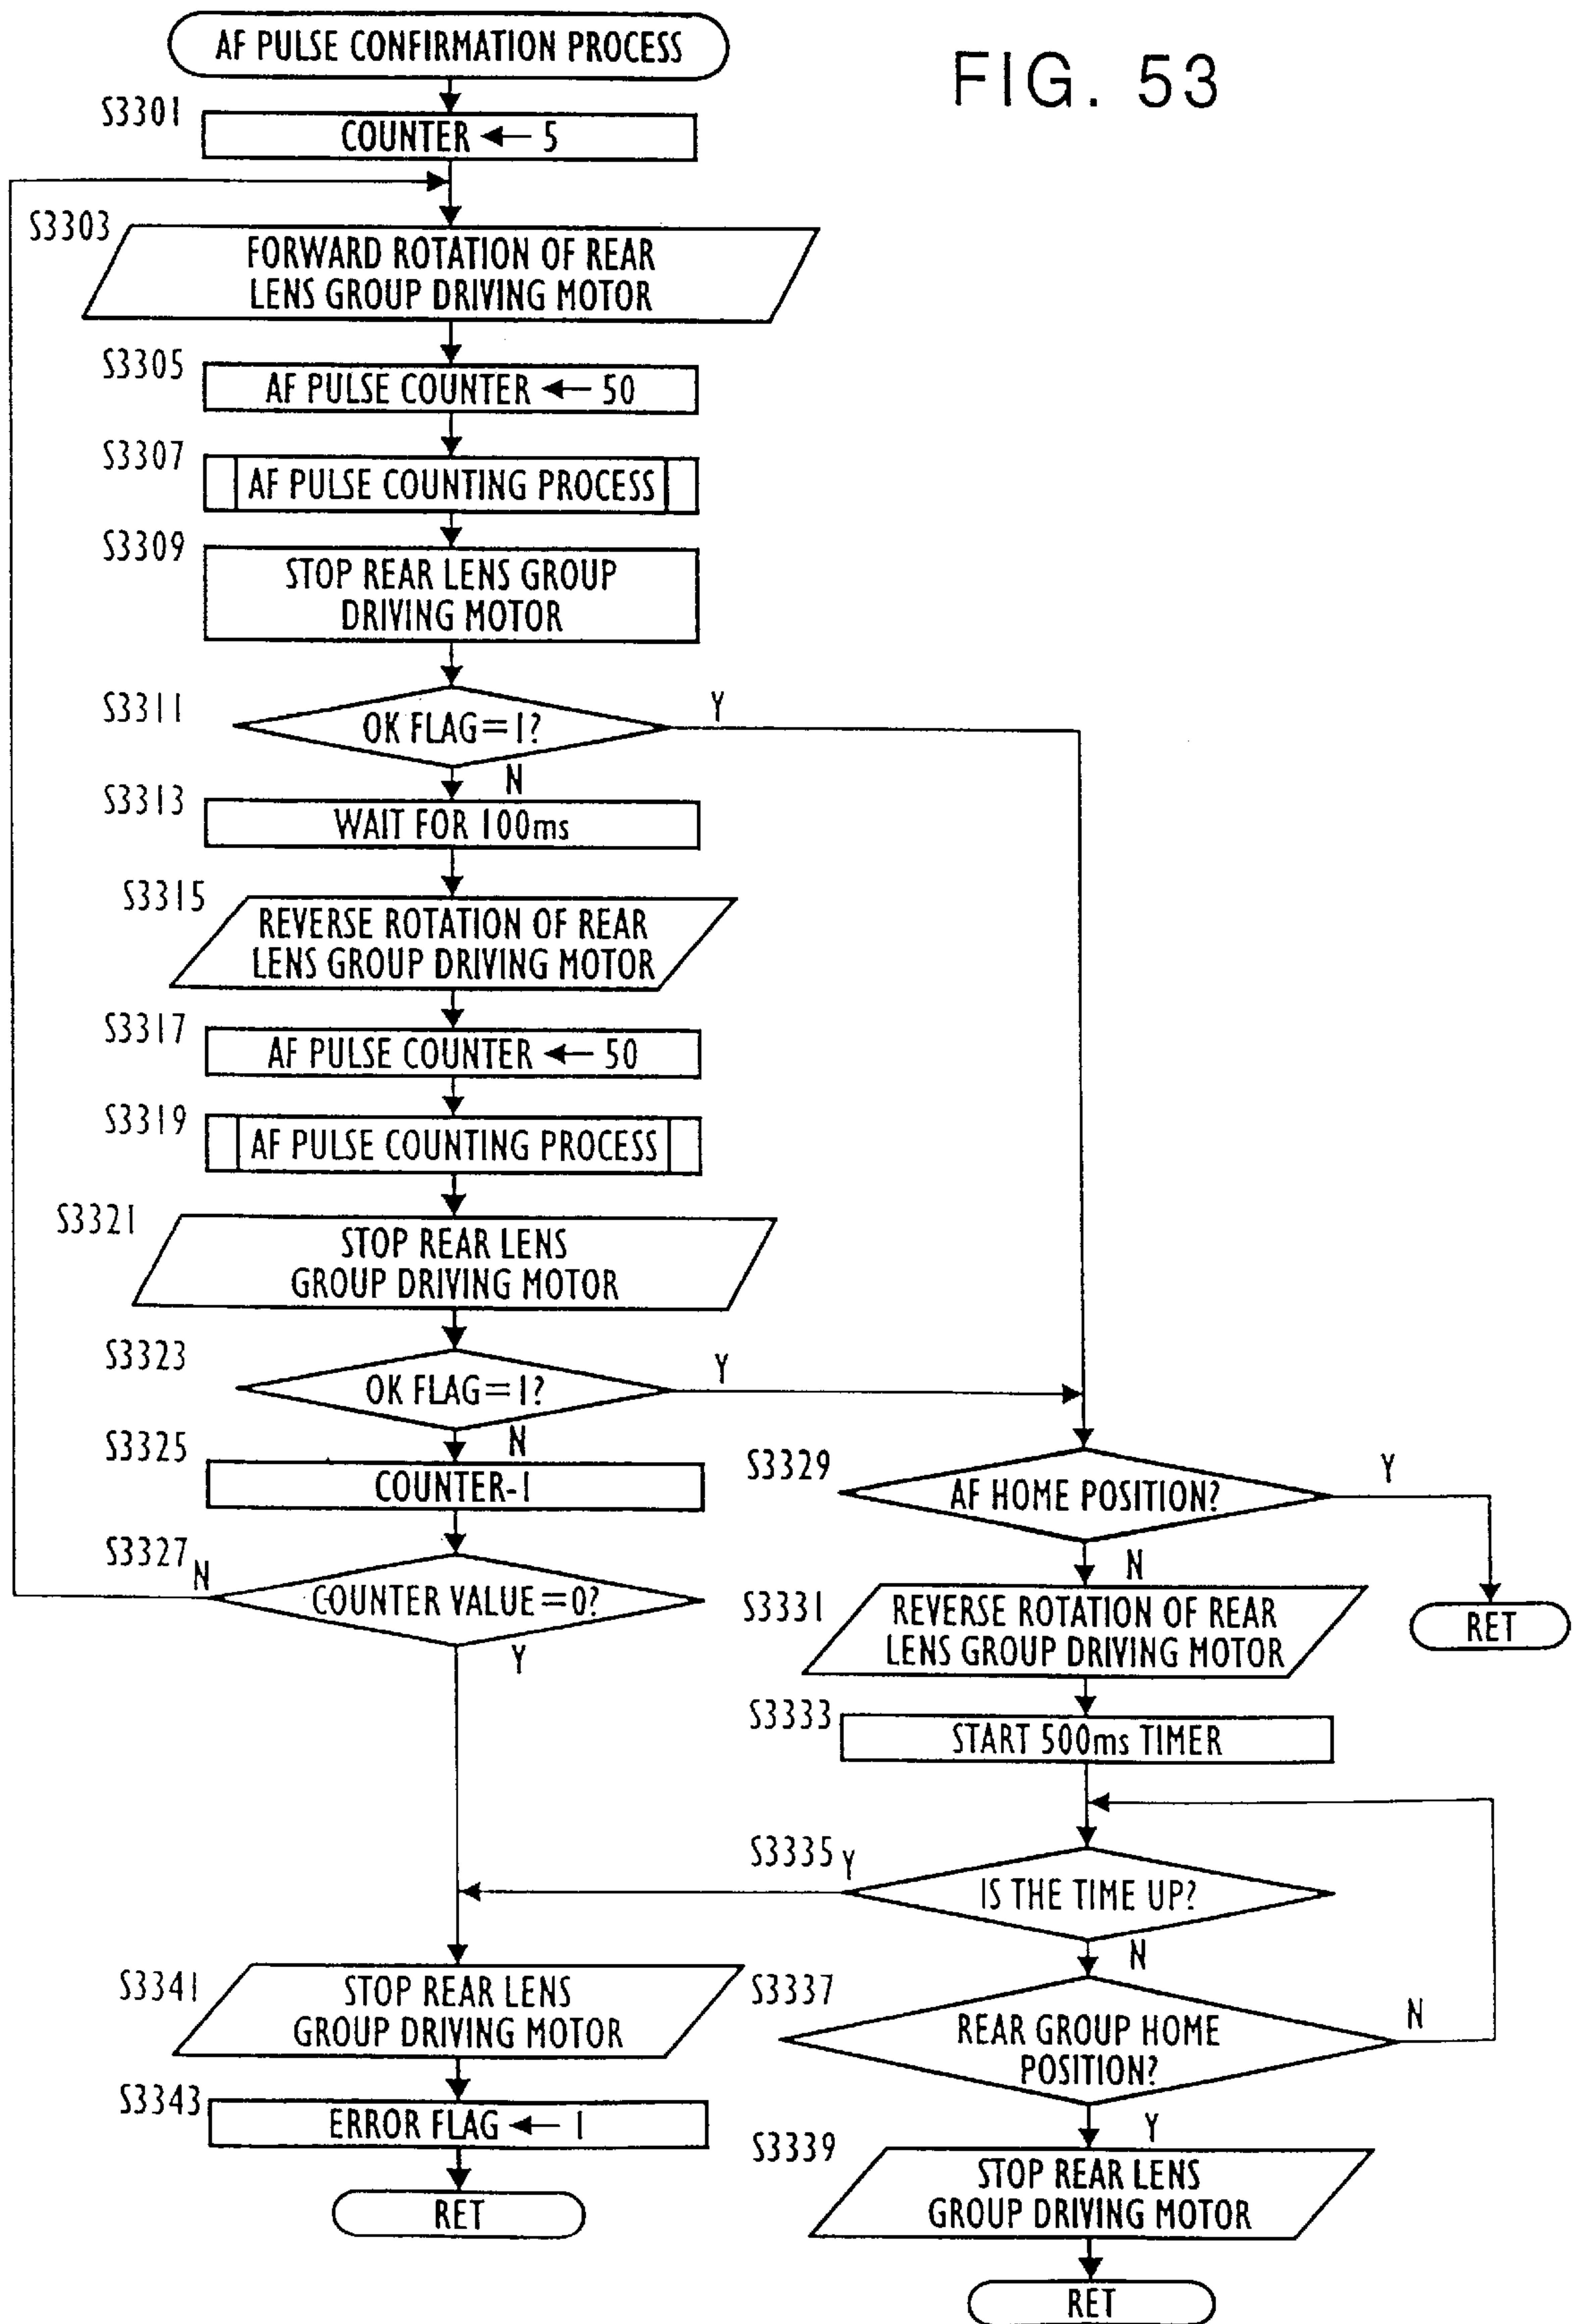 AF PULSE CONFIRMATION PROCESS
FIG. 53
S3301
COUNTER ← 5
S3303
FORWARD ROTATION OF REAR
LENS GROUP DRIVING MOTOR
S3305
AF PULSE COUNTER ← 50
S3307
AF PULSE COUNTING PROCESS
S3309
STOP REAR LENS GROUP
DRIVING MOTOR
S3311
OK FLAG=1?
Y
N
S3313
WAIT FOR 100ms
S3315
REVERSE ROTATION OF REAR
LENS GROUP DRIVING MOTOR
S3317
AF PULSE COUNTER ← 50
S3319
AF PULSE COUNTING PROCESS
S3321
STOP REAR LENS
GROUP DRIVING MOTOR
S3323
OK FLAG=1?
Y
N
S3325
COUNTER-1
S3327
N
COUNTER VALUE=0?
Y
S3329
AF HOME POSITION?
Y
N
RET
S3331
REVERSE ROTATION OF REAR
LENS GROUP DRIVING MOTOR
S3333
START 500ms TIMER
S3335
Y
IS THE TIME UP?
N
S3337
REAR GROUP HOME
POSITION?
N
Y
S3339
STOP REAR LENS
GROUP DRIVING MOTOR
RET
S3341
STOP REAR LENS
GROUP DRIVING MOTOR
S3343
ERROR FLAG ← 1
RET